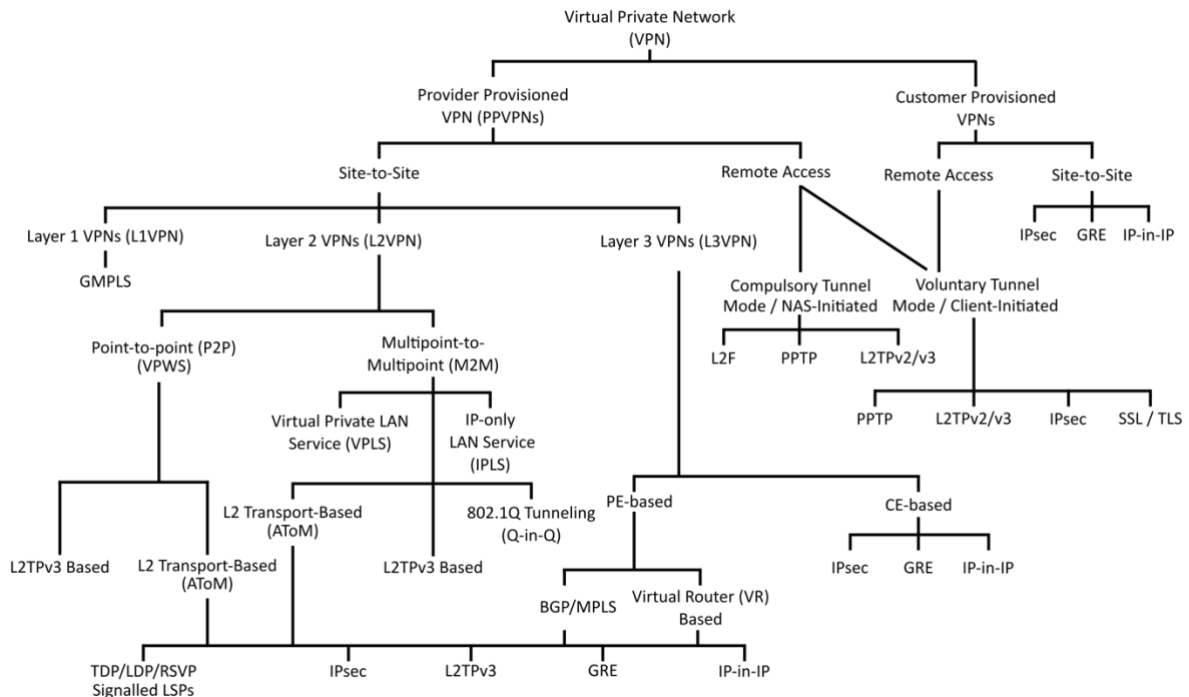 Virtual Private Network
(VPN)
Provider Provisioned
VPN (PPVPNs)
Customer Provisioned
VPNs
Site-to-Site
Remote Access
Remote Access
Site-to-Site
IPsec
GRE
IP-in-IP
Layer 1 VPNs (L1VPN)
Layer 2 VPNs (L2VPN)
Layer 3 VPNs (L3VPN)
GMPLS
Compulsory Tunnel
Mode / NAS-Initiated
Voluntary Tunnel
Mode / Client-Initiated
Point-to-point (P2P)
(VPWS)
Multipoint-to-
Multipoint (M2M)
L2F
PPTP
L2TPv2/v3
Virtual Private LAN
Service (VPLS)
IP-only
LAN Service
(IPLS)
PPTP
L2TPv2/v3
IPsec
SSL / TLS
L2 Transport-Based
(AToM)
802.1Q Tunneling
(Q-in-Q)
PE-based
CE-based
L2TPv3 Based
L2 Transport-Based
(AToM)
L2TPv3 Based
IPsec
GRE
IP-in-IP
BGP/MPLS
Virtual Router (VR)
Based
TDP/LDP/RSVP
Signalled LSPs
IPsec
L2TPv3
GRE
IP-in-IP